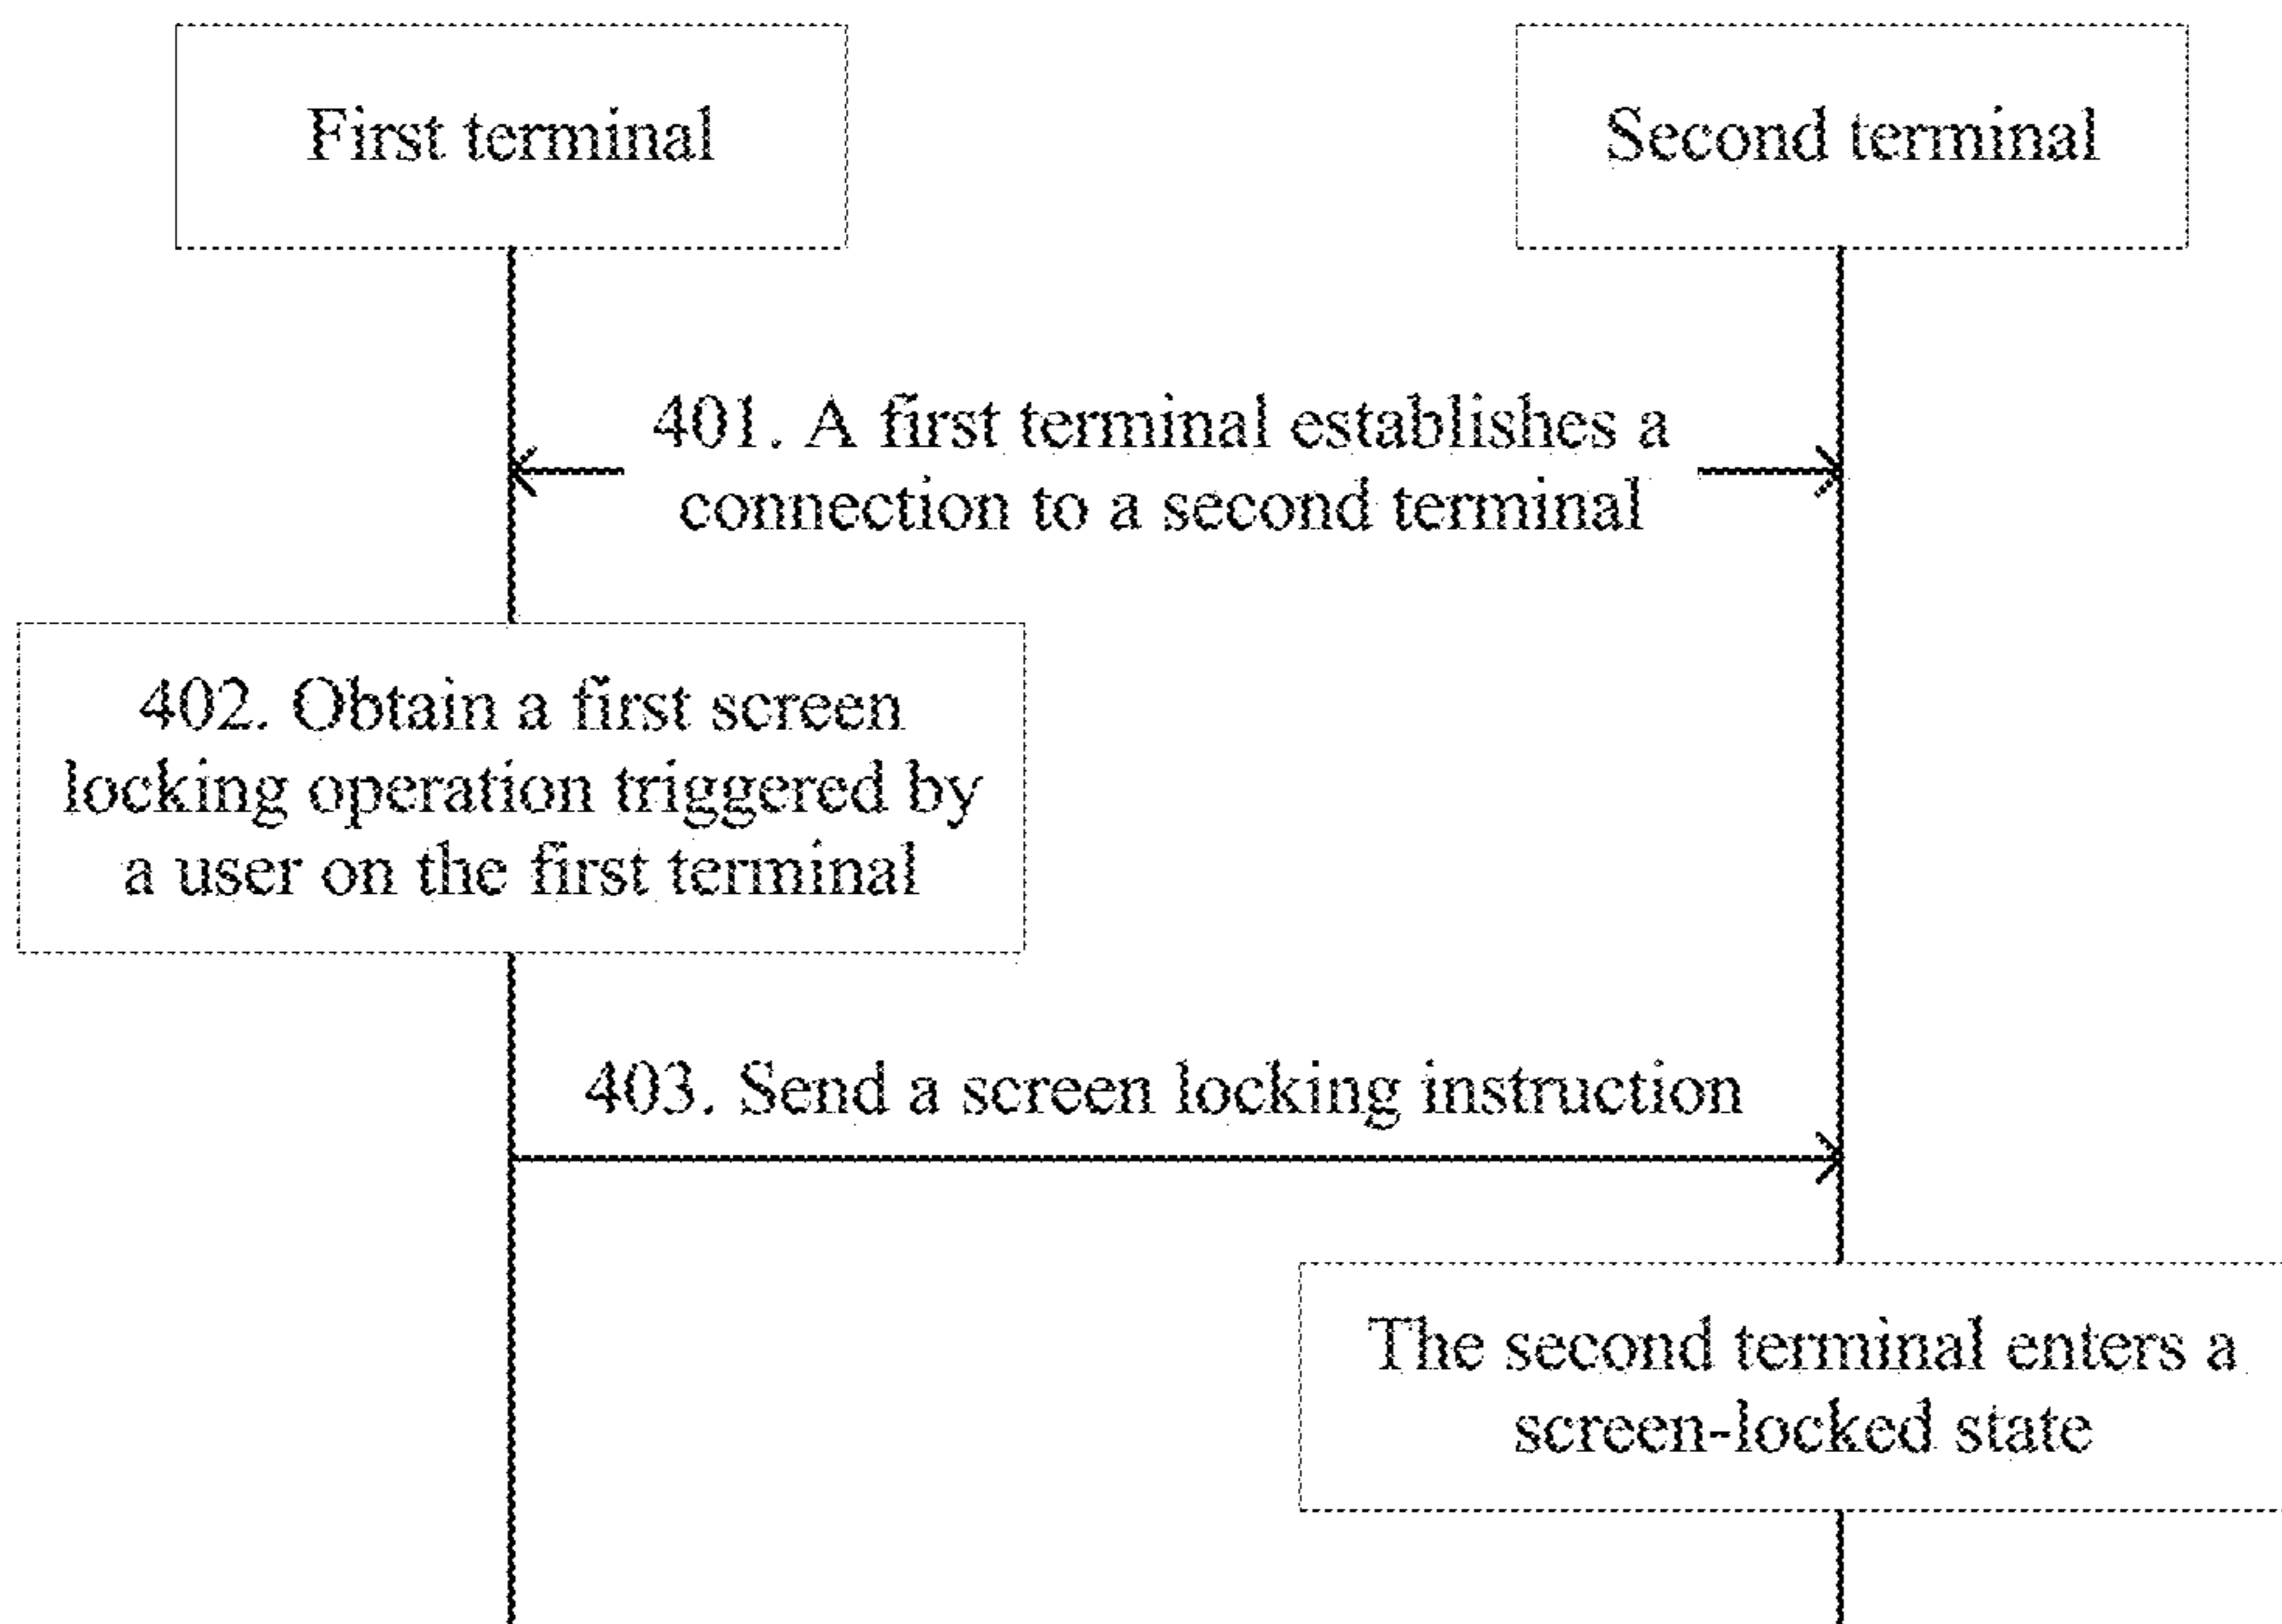 First terminal
Second terminal
401. A first terminal establishes a
connection to a second terminal
402. Obtain a first screen
locking operation triggered by
a user on the first terminal
403. Send a screen locking instruction
The second terminal enters a
screen-locked state